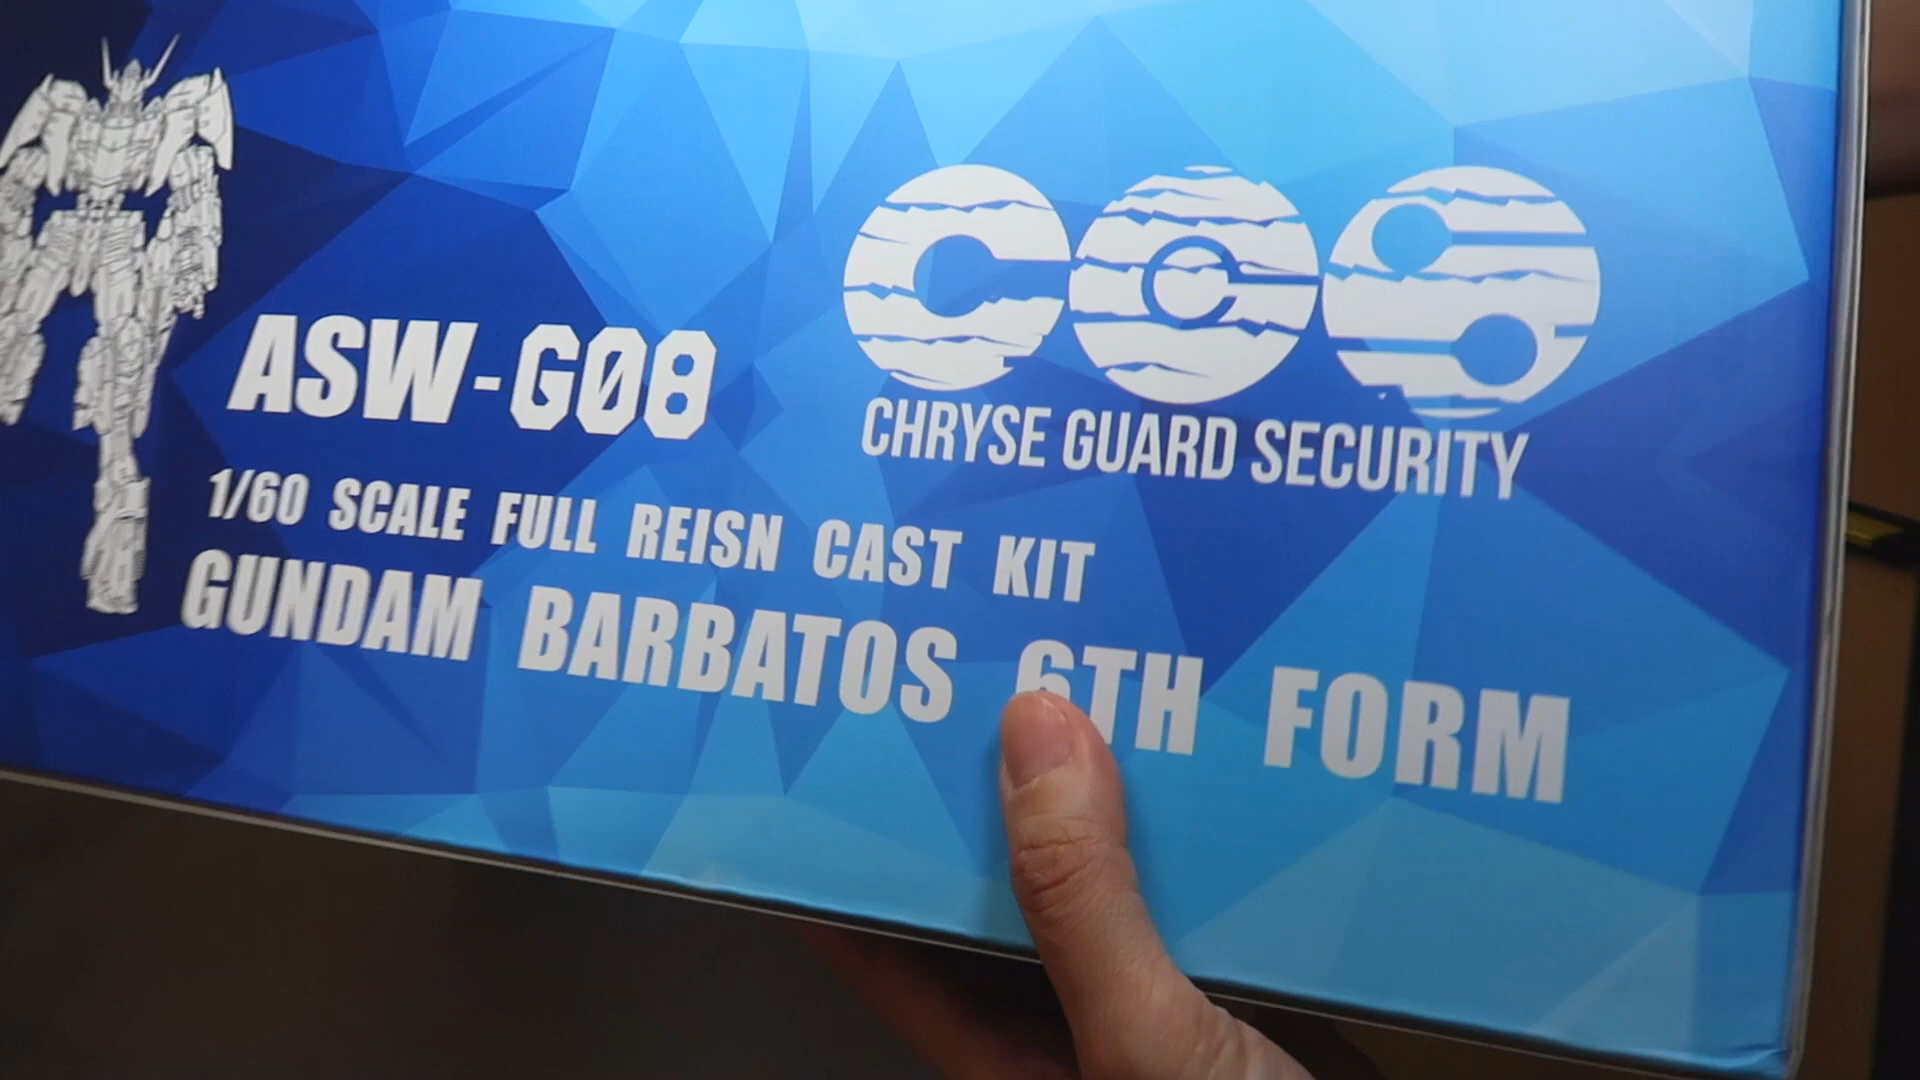 CGS
CHRYSE GUARD SECURITY
ASW-G08
1/60 SCALE FULL REISN CAST KIT
GUNDAM BARBATOS 6TH FORM